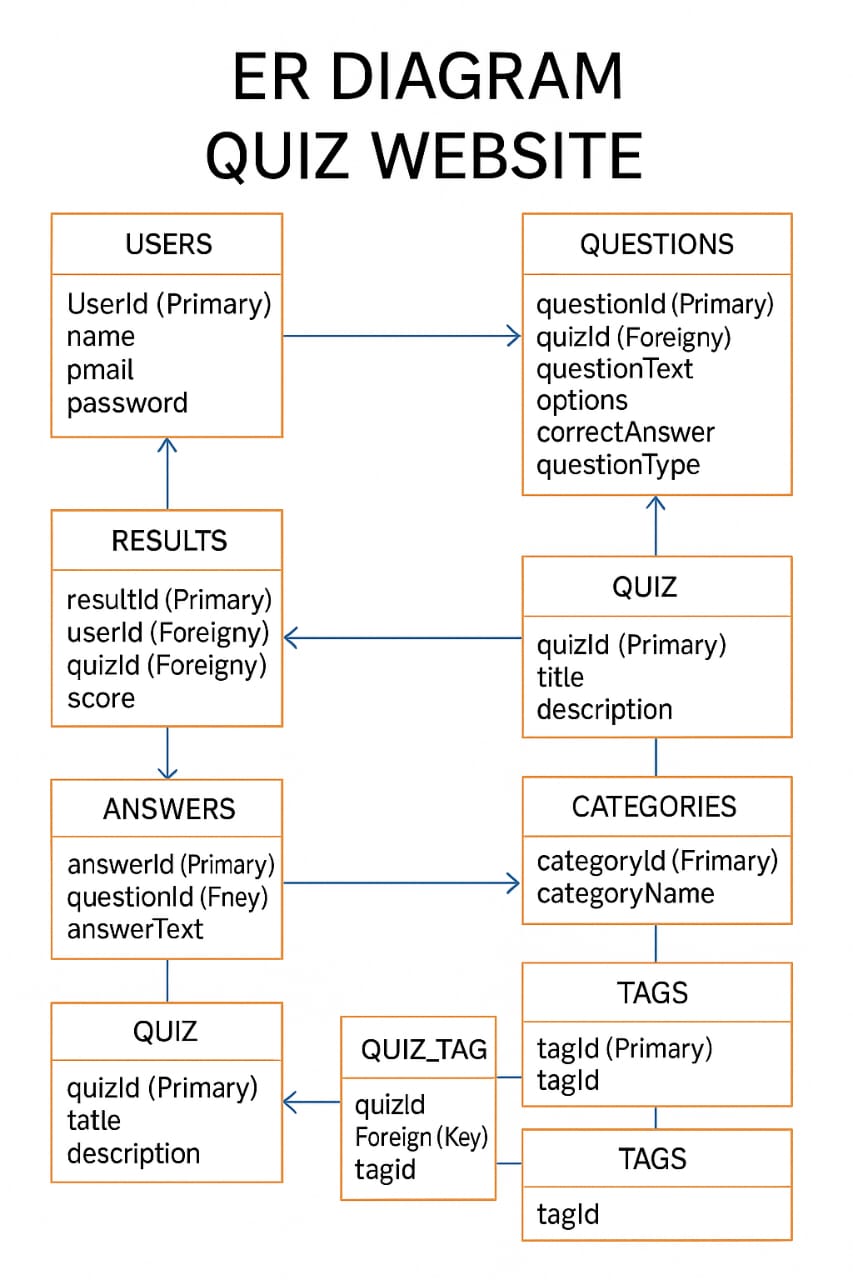 ER DIAGRAM
QUIZ WEBSITE
USERS
UserId (Primary)
name
pmail
password
QUESTIONS
questionId (Primary)
quizId (Foreigny)
questionText
options
correctAnswer
questionType
RESULTS
resultId (Primary)
userId (Foreigny)
quizId (Foreigny)
score
QUIZ
quizId (Primary)
title
description
ANSWERS
answerId (Primary)
questionId (Fney)
answerText
CATEGORIES
categoryId (Frimary)
categoryName
QUIZ
quizId (Primary)
tatle
description
QUIZ_TAG
quizId
Foreign (Key)
tagid
TAGS
tagId (Primary)
tagId
TAGS
tagId